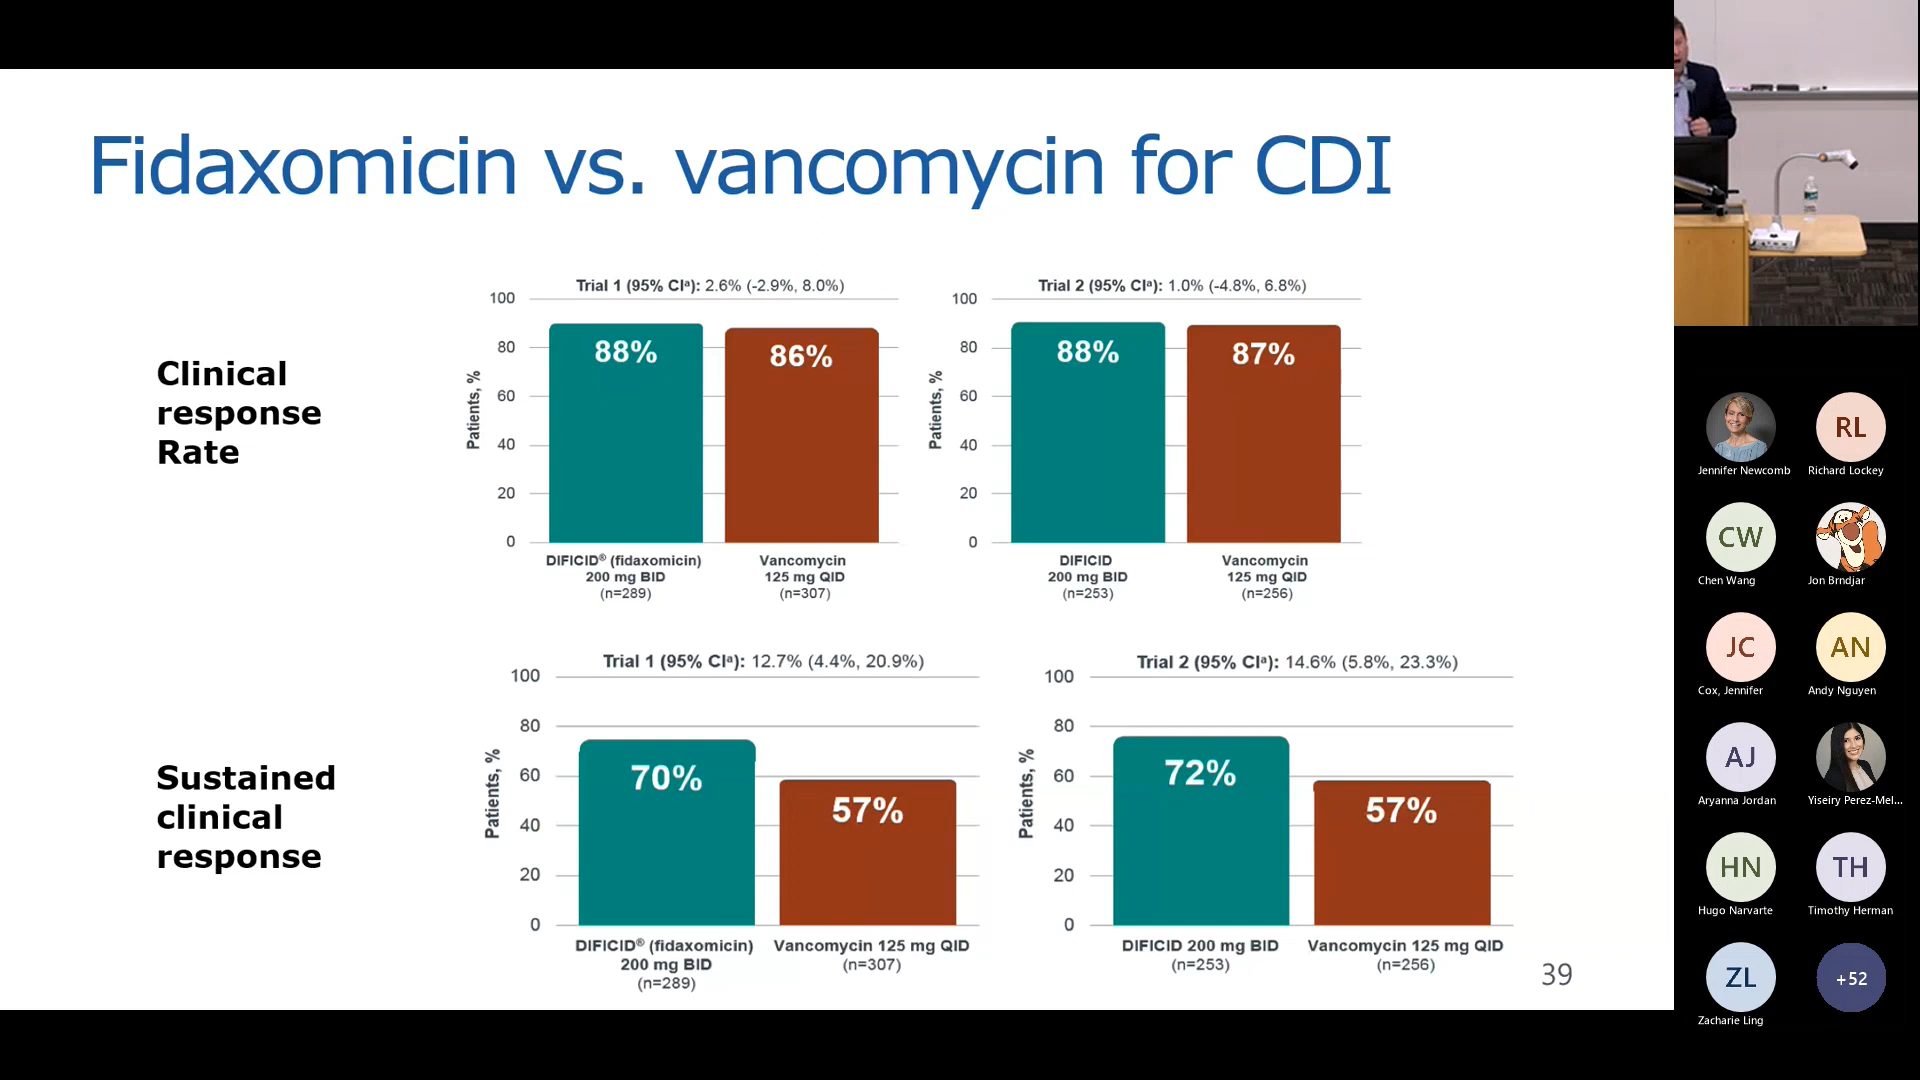 Fidaxomicin vs. vancomycin for CDI
Clinical
response
Rate
Trial 1 (95% CIᵃ): 2.6% (-2.9%, 8.0%)
100
80
60
40
20
0
Patients, %
88%
86%
DIFICID® (fidaxomicin)
200 mg BID
(n=289)
Vancomycin
125 mg QID
(n=307)
Trial 2 (95% CIᵃ): 1.0% (-4.8%, 6.8%)
100
80
60
40
20
0
Patients, %
88%
87%
DIFICID
200 mg BID
(n=253)
Vancomycin
125 mg QID
(n=256)
Sustained
clinical
response
Trial 1 (95% CIᵃ): 12.7% (4.4%, 20.9%)
100
80
60
40
20
0
Patients, %
70%
57%
DIFICID® (fidaxomicin)
200 mg BID
(n=289)
Vancomycin 125 mg QID
(n=307)
Trial 2 (95% CIᵃ): 14.6% (5.8%, 23.3%)
100
80
60
40
20
0
Patients, %
72%
57%
DIFICID 200 mg BID
(n=253)
Vancomycin 125 mg QID
(n=256)
39
Jennifer Newcomb
RL
Richard Lockey
CW
Chen Wang
Jon Brndjar
JC
Cox, Jennifer
AN
Andy Nguyen
AJ
Aryanna Jordan
Yiseiry Perez-Mel...
HN
Hugo Narvarte
TH
Timothy Herman
ZL
Zacharie Ling
+52